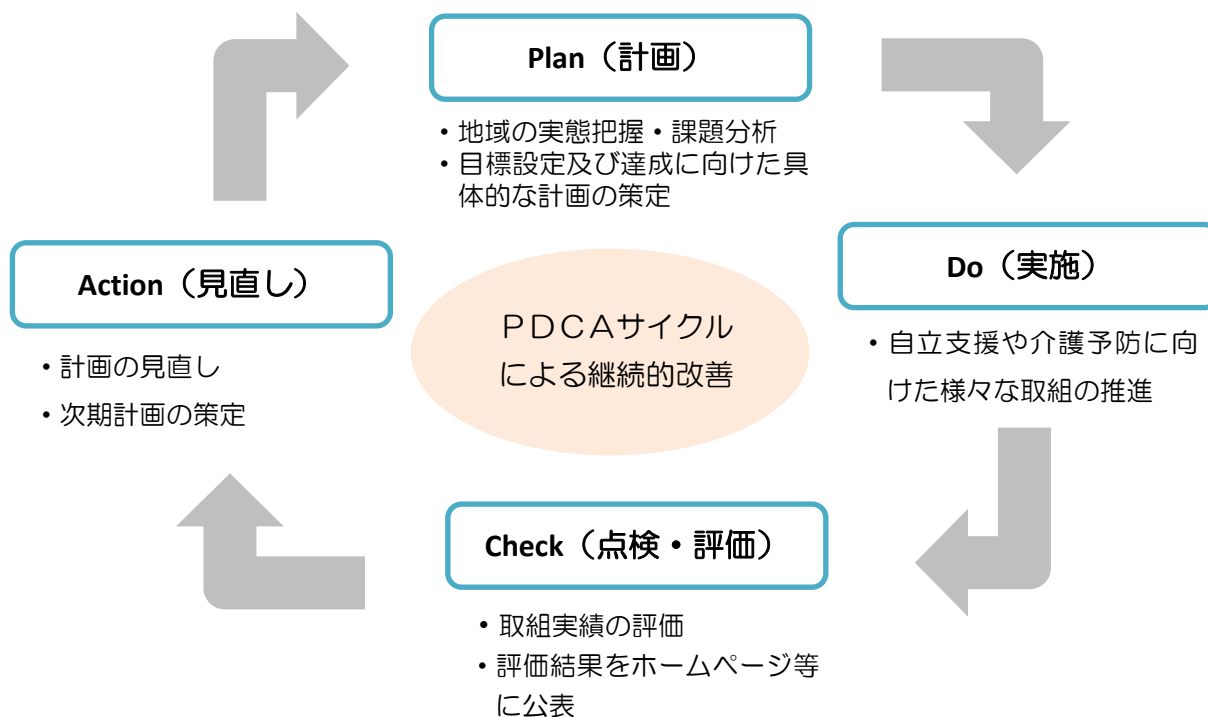 Plan（計画）
・地域の実態把握・課題分析
・目標設定及び達成に向けた具
体的な計画の策定
Do（実施）
・自立支援や介護予防に向
けた様々な取組の推進
Check（点検・評価）
・取組実績の評価
・評価結果をホームページ等
に公表
Action（見直し）
・計画の見直し
・次期計画の策定
ＰＤＣＡサイクル
による継続的改善